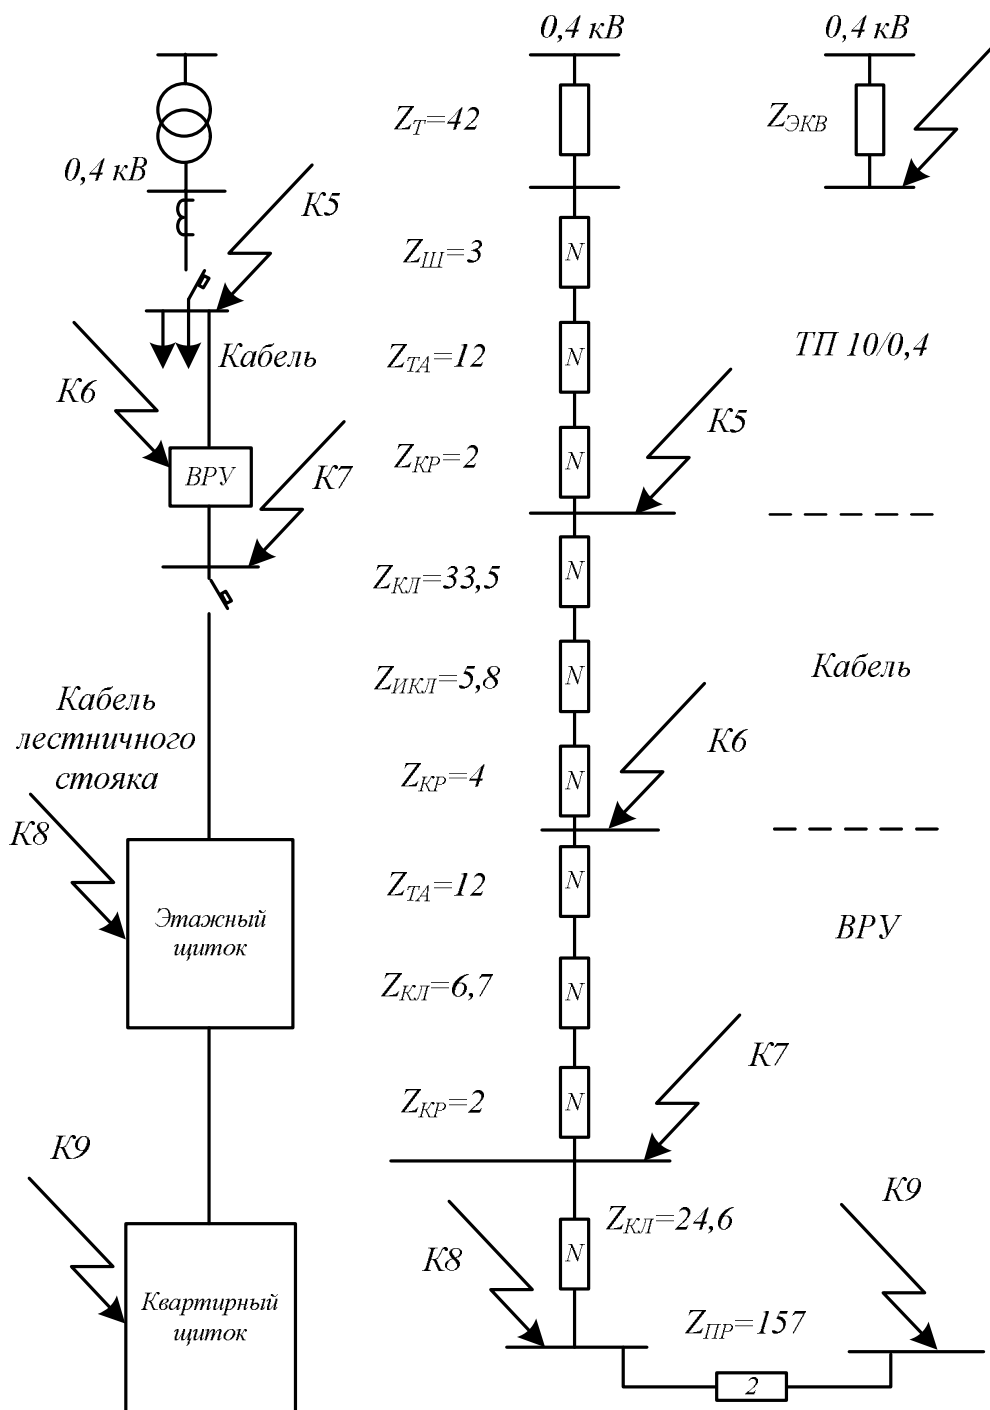 0,4 кВ
К5
Кабель
К6
ВРУ
К7
Кабель
лестничного
стояка
К8
Этажный
щиток
К9
Квартирный
щиток
0,4 кВ
Z_Т=42
Z_Ш=3
N
Z_ТА=12
N
Z_КР=2
N
К5
Z_КЛ=33,5
N
Z_ИКЛ=5,8
N
Z_КР=4
N
К6
Z_ТА=12
N
Z_КЛ=6,7
N
Z_КР=2
N
К7
Z_КЛ=24,6
N
К8
Z_ПР=157
2
К9
0,4 кВ
Z_ЭКВ
ТП 10/0,4
Кабель
ВРУ